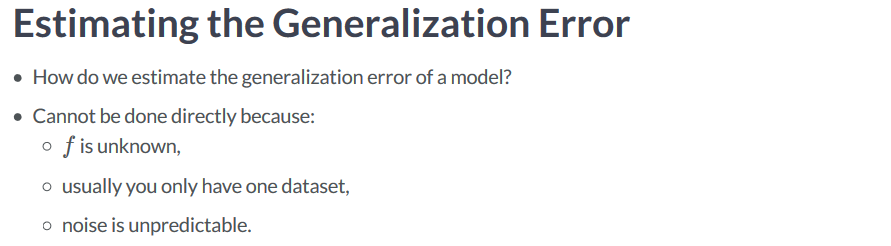 Estimating the Generalization Error
• How do we estimate the generalization error of a model?
• Cannot be done directly because:
◦ f is unknown,
◦ usually you only have one dataset,
◦ noise is unpredictable.